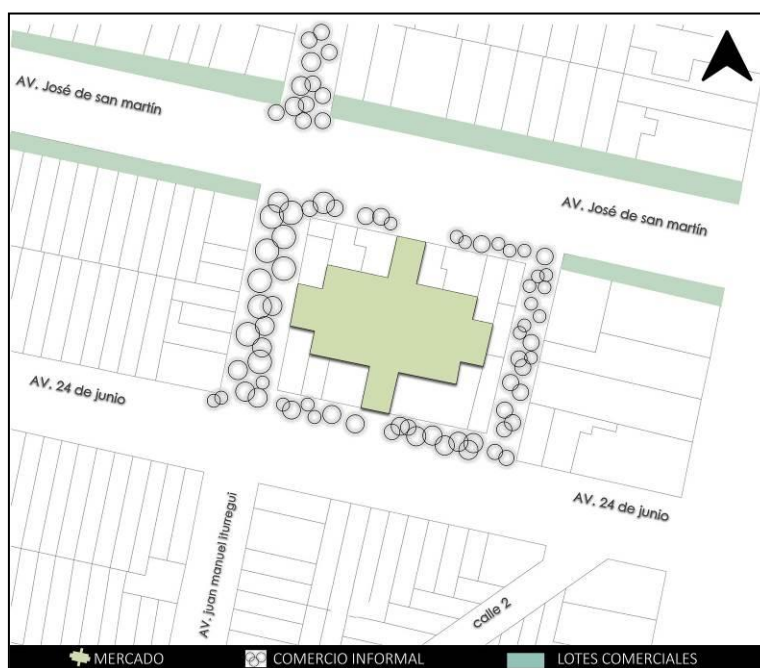 AV. José de san martín
AV. José de san martín
AV. 24 de junio
AV. 24 de junio
AV. juan manuel iturregui
calle 2
MERCADO
COMERCIO INFORMAL
LOTES COMERCIALES